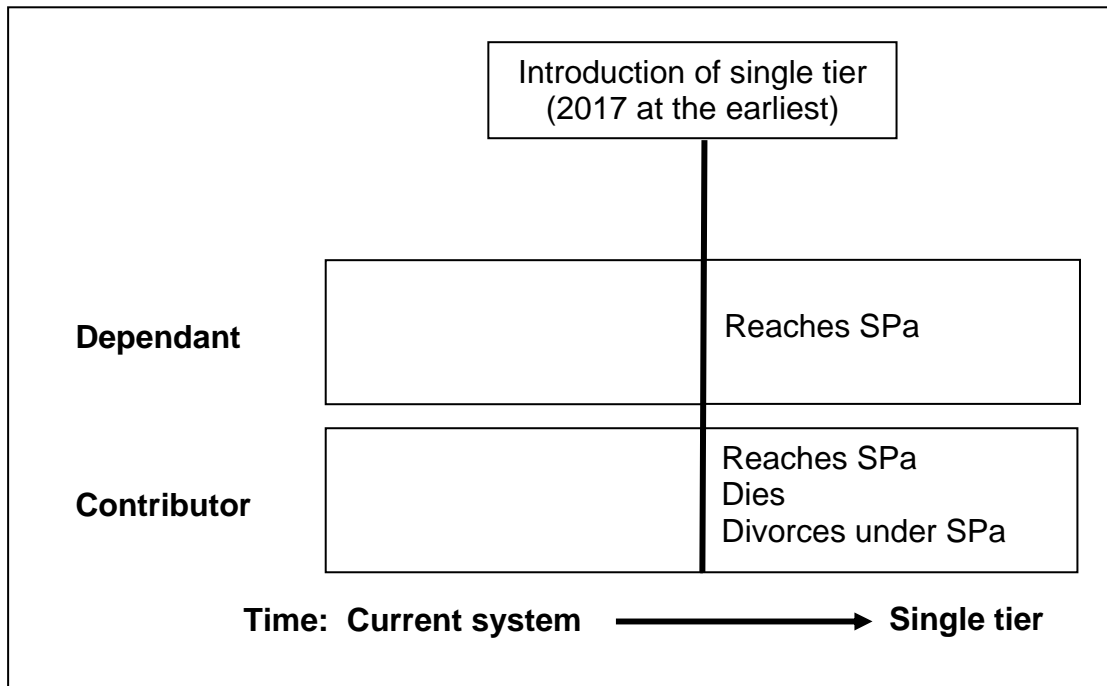 Introduction of single tier
(2017 at the earliest)
Dependant
Reaches SPa
Contributor
Reaches SPa
Dies
Divorces under SPa
Time: Current system
Single tier